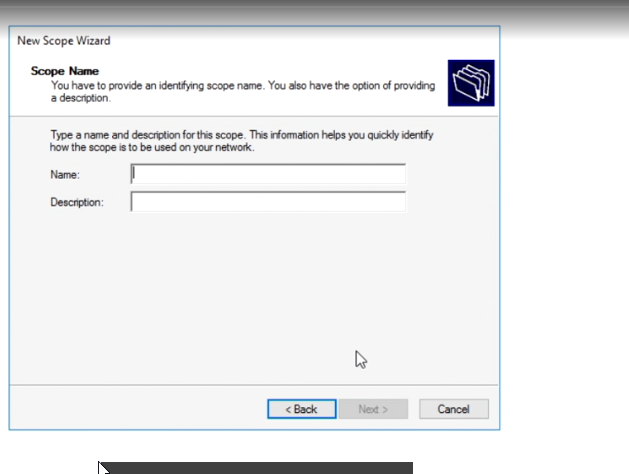 New Scope Wizard
Scope Name
You have to provide an identifying scope name. You also have the option of providing
a description.
Type a name and description for this scope. This information helps you quickly identify
how the scope is to be used on your network.
Name:
Description:
< Back Next > Cancel